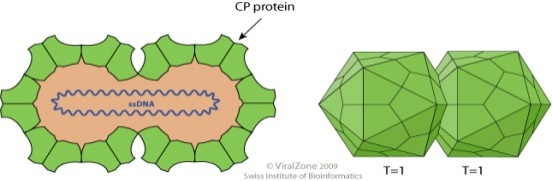 CP protein
ssDNA
T=1
T=1
© ViralZone 2009
Swiss Institute of Bioinformatics